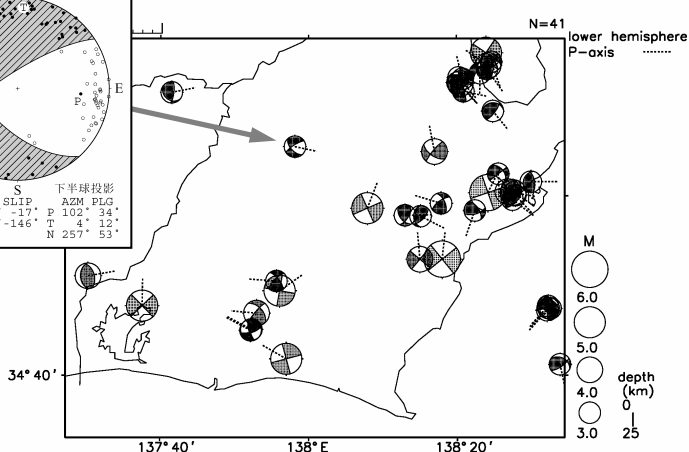 T
N=41
lower hemisphere
P-axis
E
P
S
下半球投影
SLIP AZM PLG
-17° P 102° 34°
-146° T 4° 12°
N 257° 53°
M
6.0
5.0
4.0
3.0
depth
(km)
0
25
34°40'
137°40'
138°E
138°20'